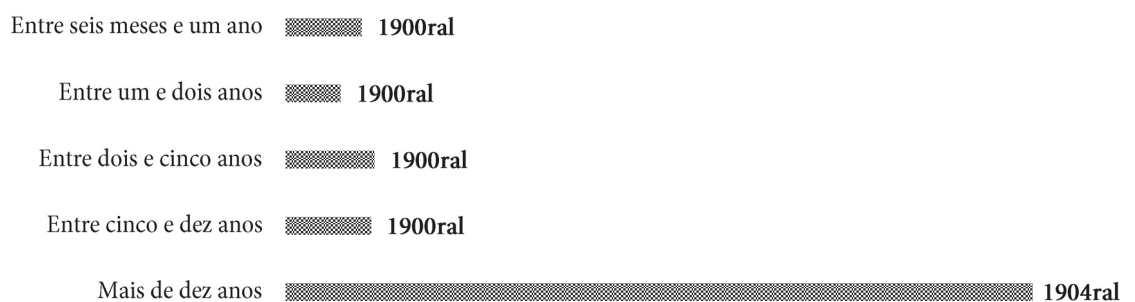 Entre seis meses e um ano 1900ral
Entre um e dois anos 1900ral
Entre dois e cinco anos 1900ral
Entre cinco e dez anos 1900ral
Mais de dez anos 1904ral